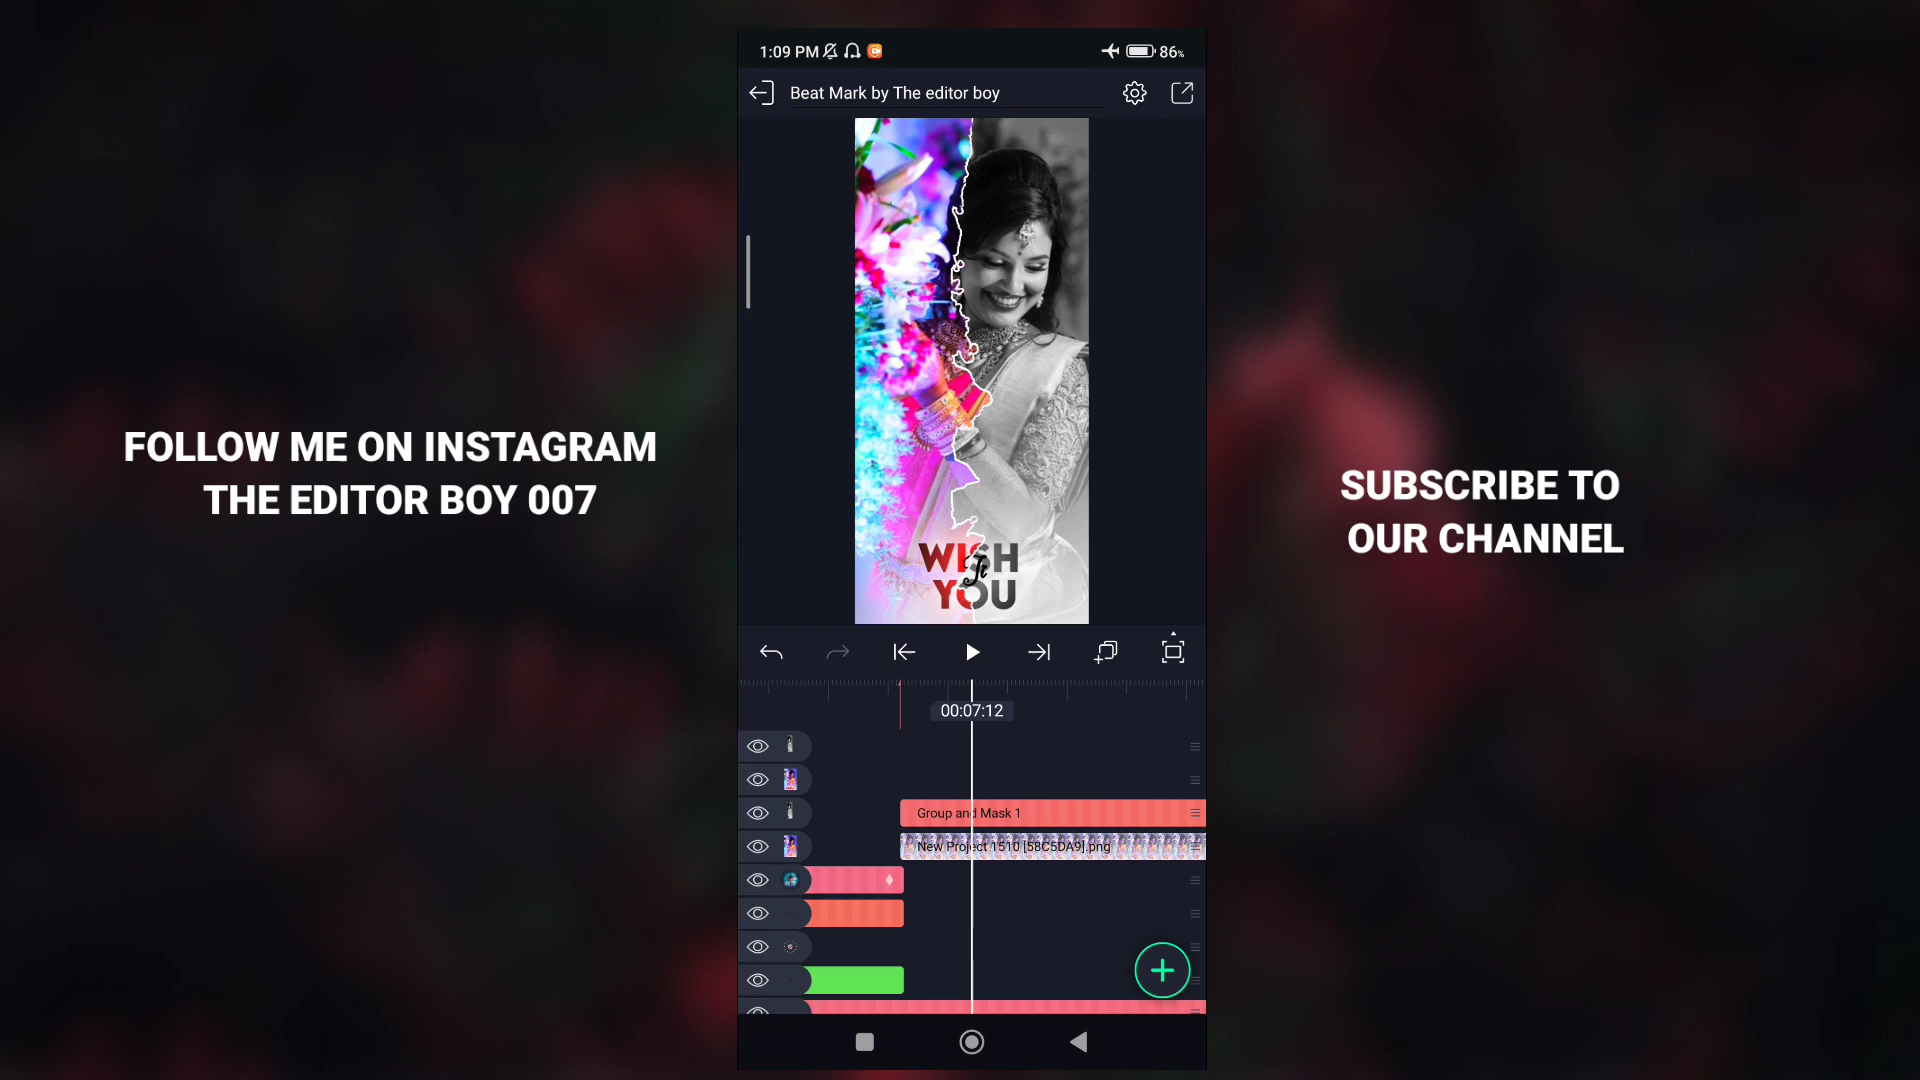 1:09 PM
86%
Beat Mark by The editor boy
FOLLOW ME ON INSTAGRAM
THE EDITOR BOY 007
SUBSCRIBE TO
OUR CHANNEL
WISH
Ji
YOU
00:07:12
Group and Mask 1
New Project 1510 [58C5DA9].png